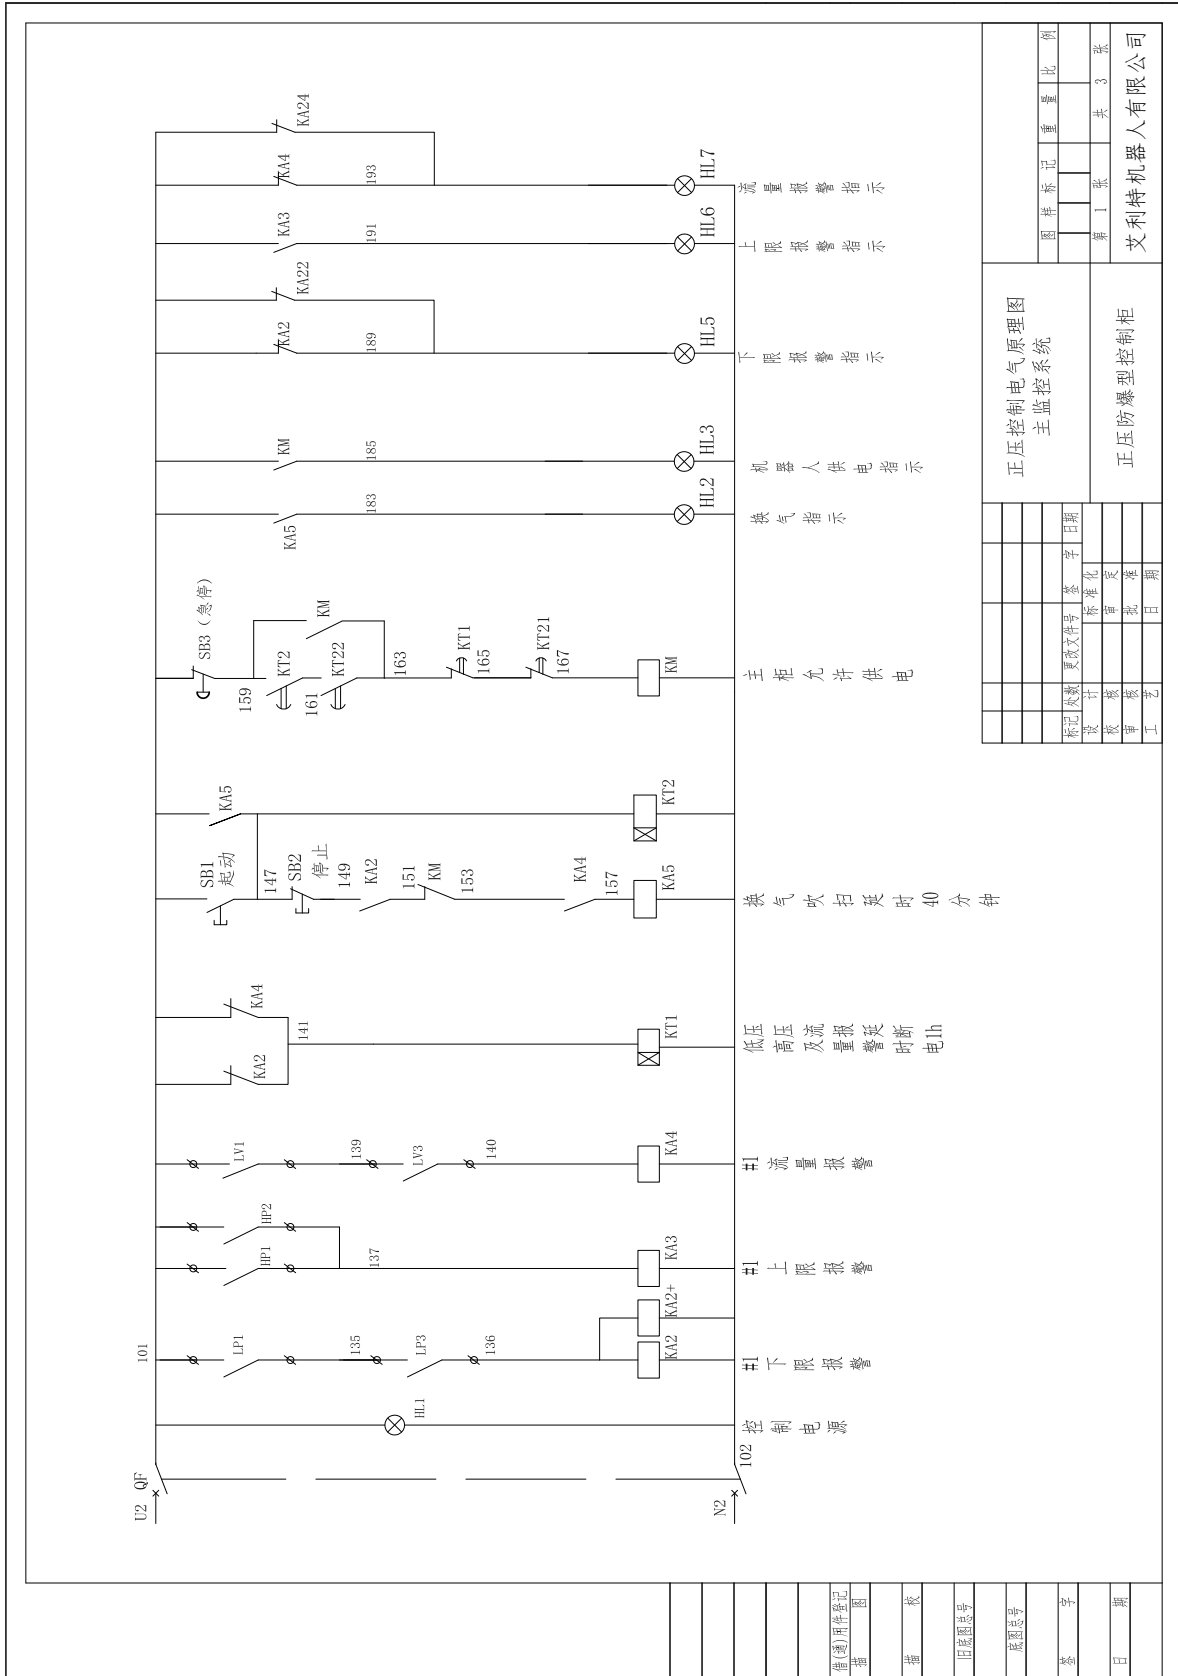 U2
QF
101
N2
102
HL1
控制电源
LP1
135
LP3
136
KA2
KA2+
#1下限报警
HP1
HP2
137
KA3
#1上限报警
LV1
139
LV3
140
KA4
#1流量报警
KA2
KA4
141
KT1
低压
高压
及流
量报
警延
时断
电1h
SB1
起动
KA5
147
SB2
停止
149
KA2
151
KM
153
KA4
157
KA5
KT2
换气吹扫延时40分钟
SB3(急停)
159
KT2
KM
161
KT22
163
KT1
165
KT21
167
KM
主柜允许供电
KA5
183
HL2
换气指示
KM
185
HL3
机器人供电指示
KA2
KA22
189
HL5
下限报警指示
KA3
191
HL6
上限报警指示
KA4
KA24
193
HL7
流量报警指示
标记 处数 更改文件号 签字 日期
设计 标准化
校核 审定
审核 批准
工艺 日期
正压控制电气原理图
主监控系统
正压防爆型控制柜
图样标记 重量 比例
第 1 张 共 3 张
艾利特机器人有限公司
借(通)用件登记
描图
描校
旧底图总号
底图总号
签字
日期